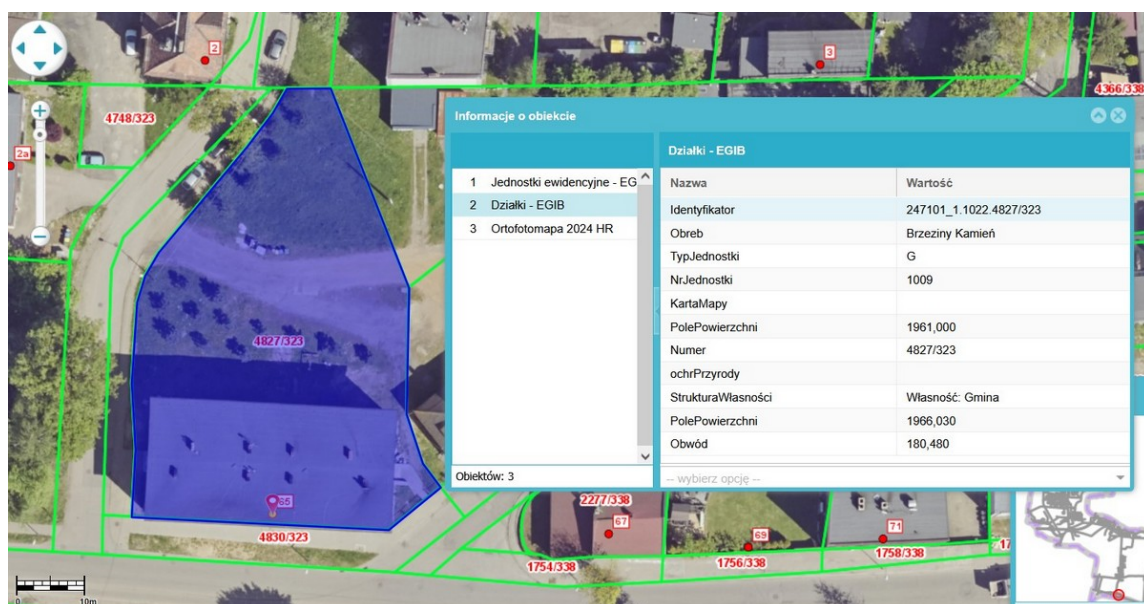 2
3
4366/338
4748/323
2a
Informacje o obiekcie
1 Jednostki ewidencyjne - EG
2 Działki - EGIB
3 Ortofotomapa 2024 HR
Obiektów: 3
Działki - EGIB
Nazwa Wartość
Identyfikator 247101_1.1022.4827/323
Obreb Brzeziny Kamień
TypJednostki G
NrJednostki 1009
KartaMapy
PolePowierzchni 1961,000
Numer 4827/323
ochrPrzyrody
StrukturaWłasności Własność: Gmina
PolePowierzchni 1966,030
Obwód 180,480
-- wybierz opcję --
4827/323
65
4830/323
2277/338
67
69
71
1754/338
1756/338
1758/338
17
0 10m